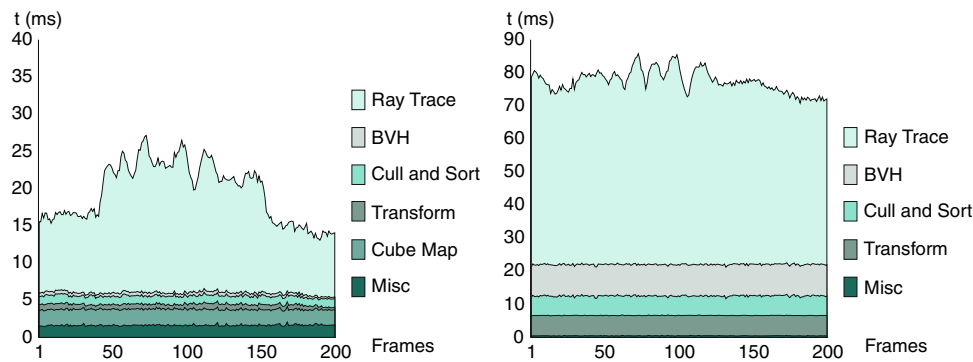 t (ms)
40
35
30
25
20
15
10
5
0
1 50 100 150 200
Frames
Ray Trace
BVH
Cull and Sort
Transform
Cube Map
Misc
t (ms)
90
80
70
60
50
40
30
20
10
0
1 50 100 150 200
Frames
Ray Trace
BVH
Cull and Sort
Transform
Misc